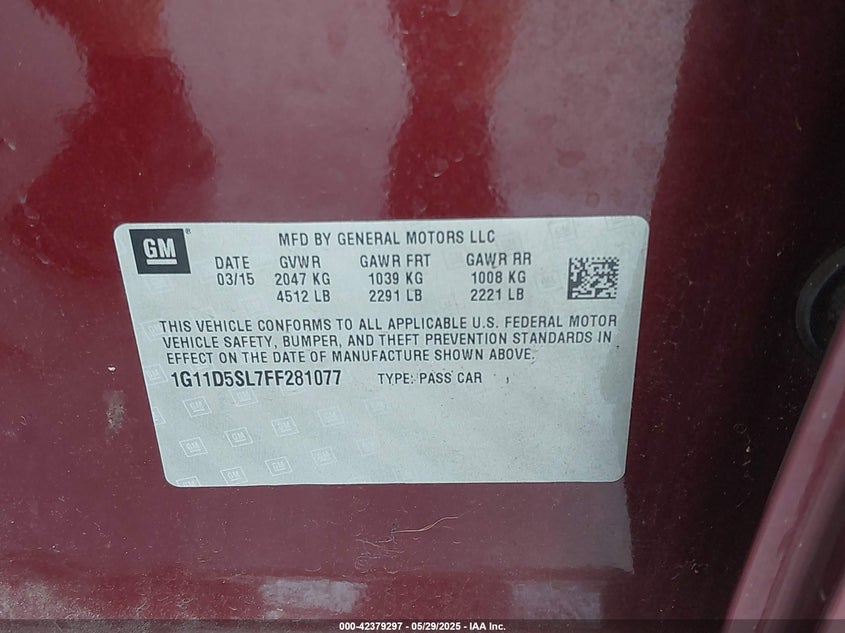 GM
MFD BY GENERAL MOTORS LLC
DATE GVWR GAWR FRT GAWR RR
03/15 2047 KG 1039 KG 1008 KG
4512 LB 2291 LB 2221 LB
THIS VEHICLE CONFORMS TO ALL APPLICABLE U.S. FEDERAL MOTOR
VEHICLE SAFETY, BUMPER, AND THEFT PREVENTION STANDARDS IN
EFFECT ON THE DATE OF MANUFACTURE SHOWN ABOVE.
1G11D5SL7FF281077 TYPE: PASS CAR
000-42379297 - 05/29/2025 - IAA Inc.